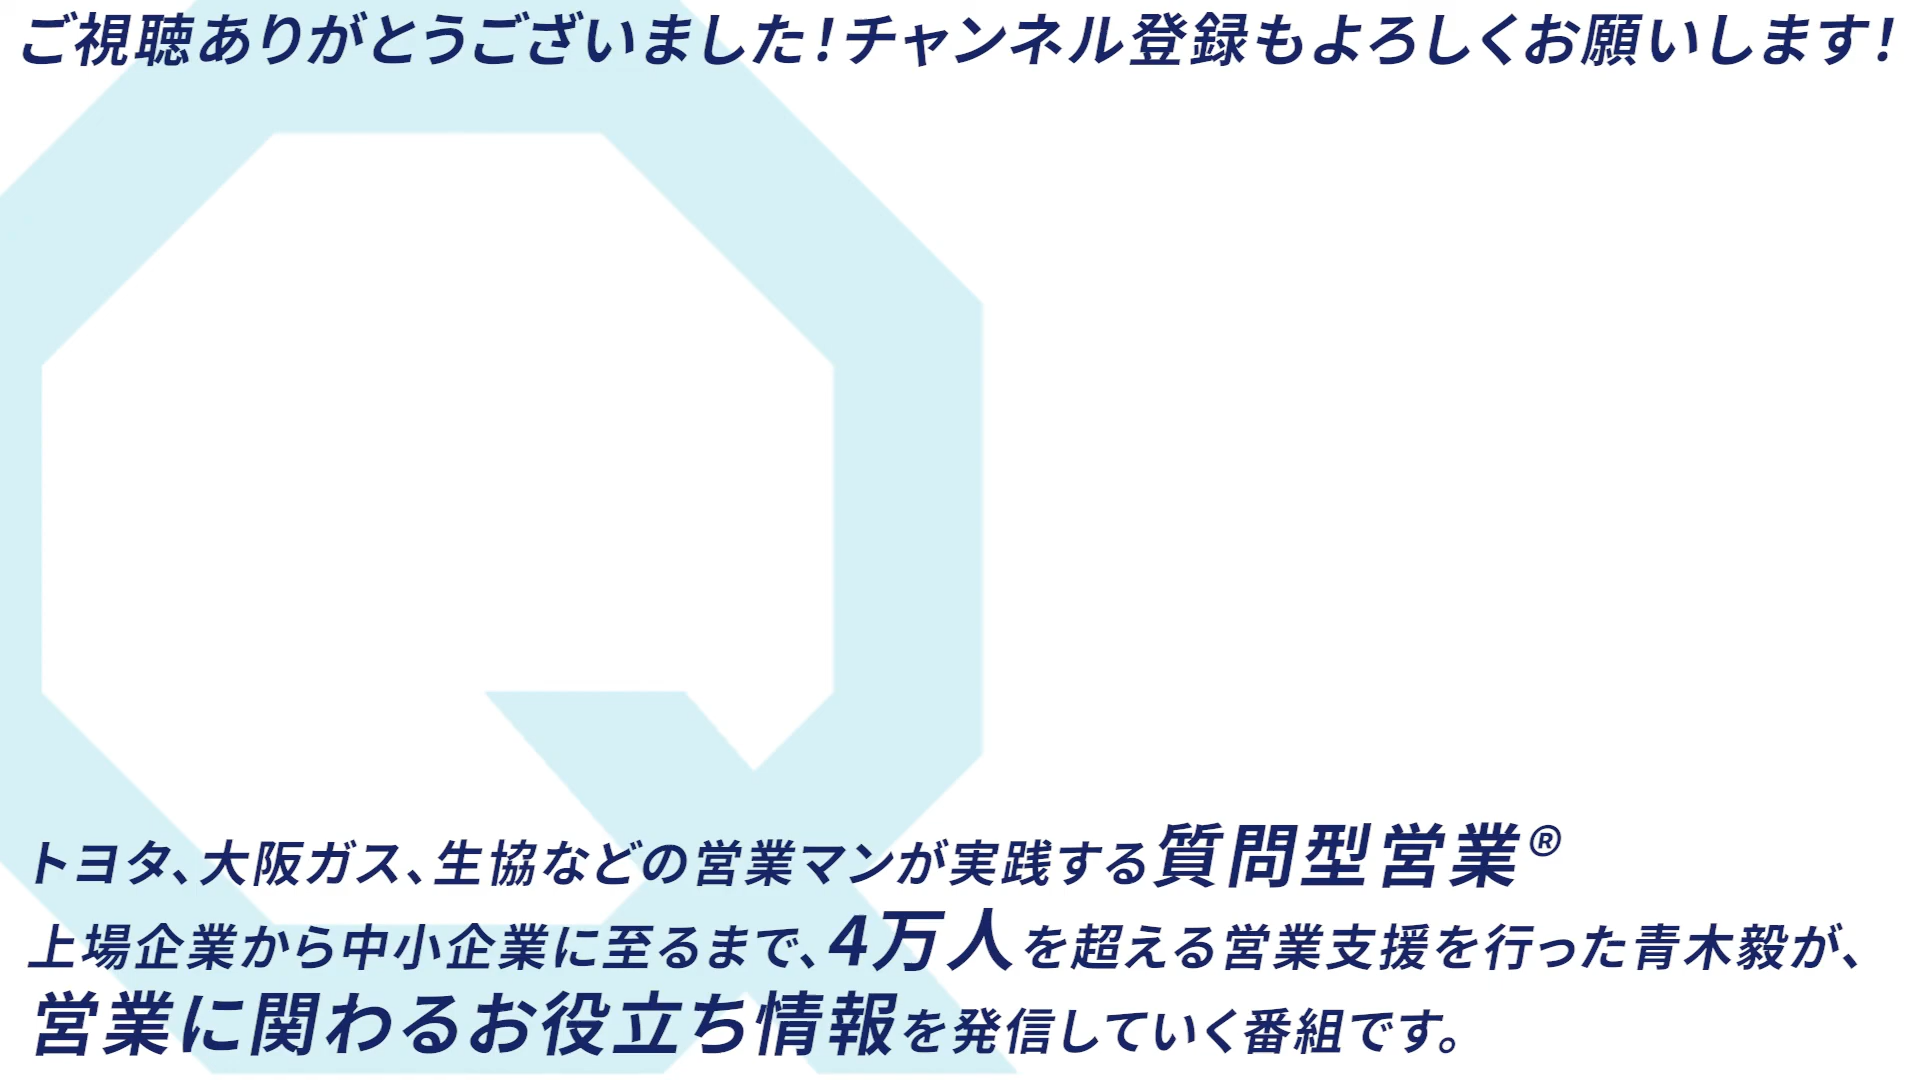 ご視聴ありがとうございました！チャンネル登録もよろしくお願いします！
トヨタ、大阪ガス、生協などの営業マンが実践する質問型営業®
上場企業から中小企業に至るまで、4万人を超える営業支援を行った青木毅が、
営業に関わるお役立ち情報を発信していく番組です。